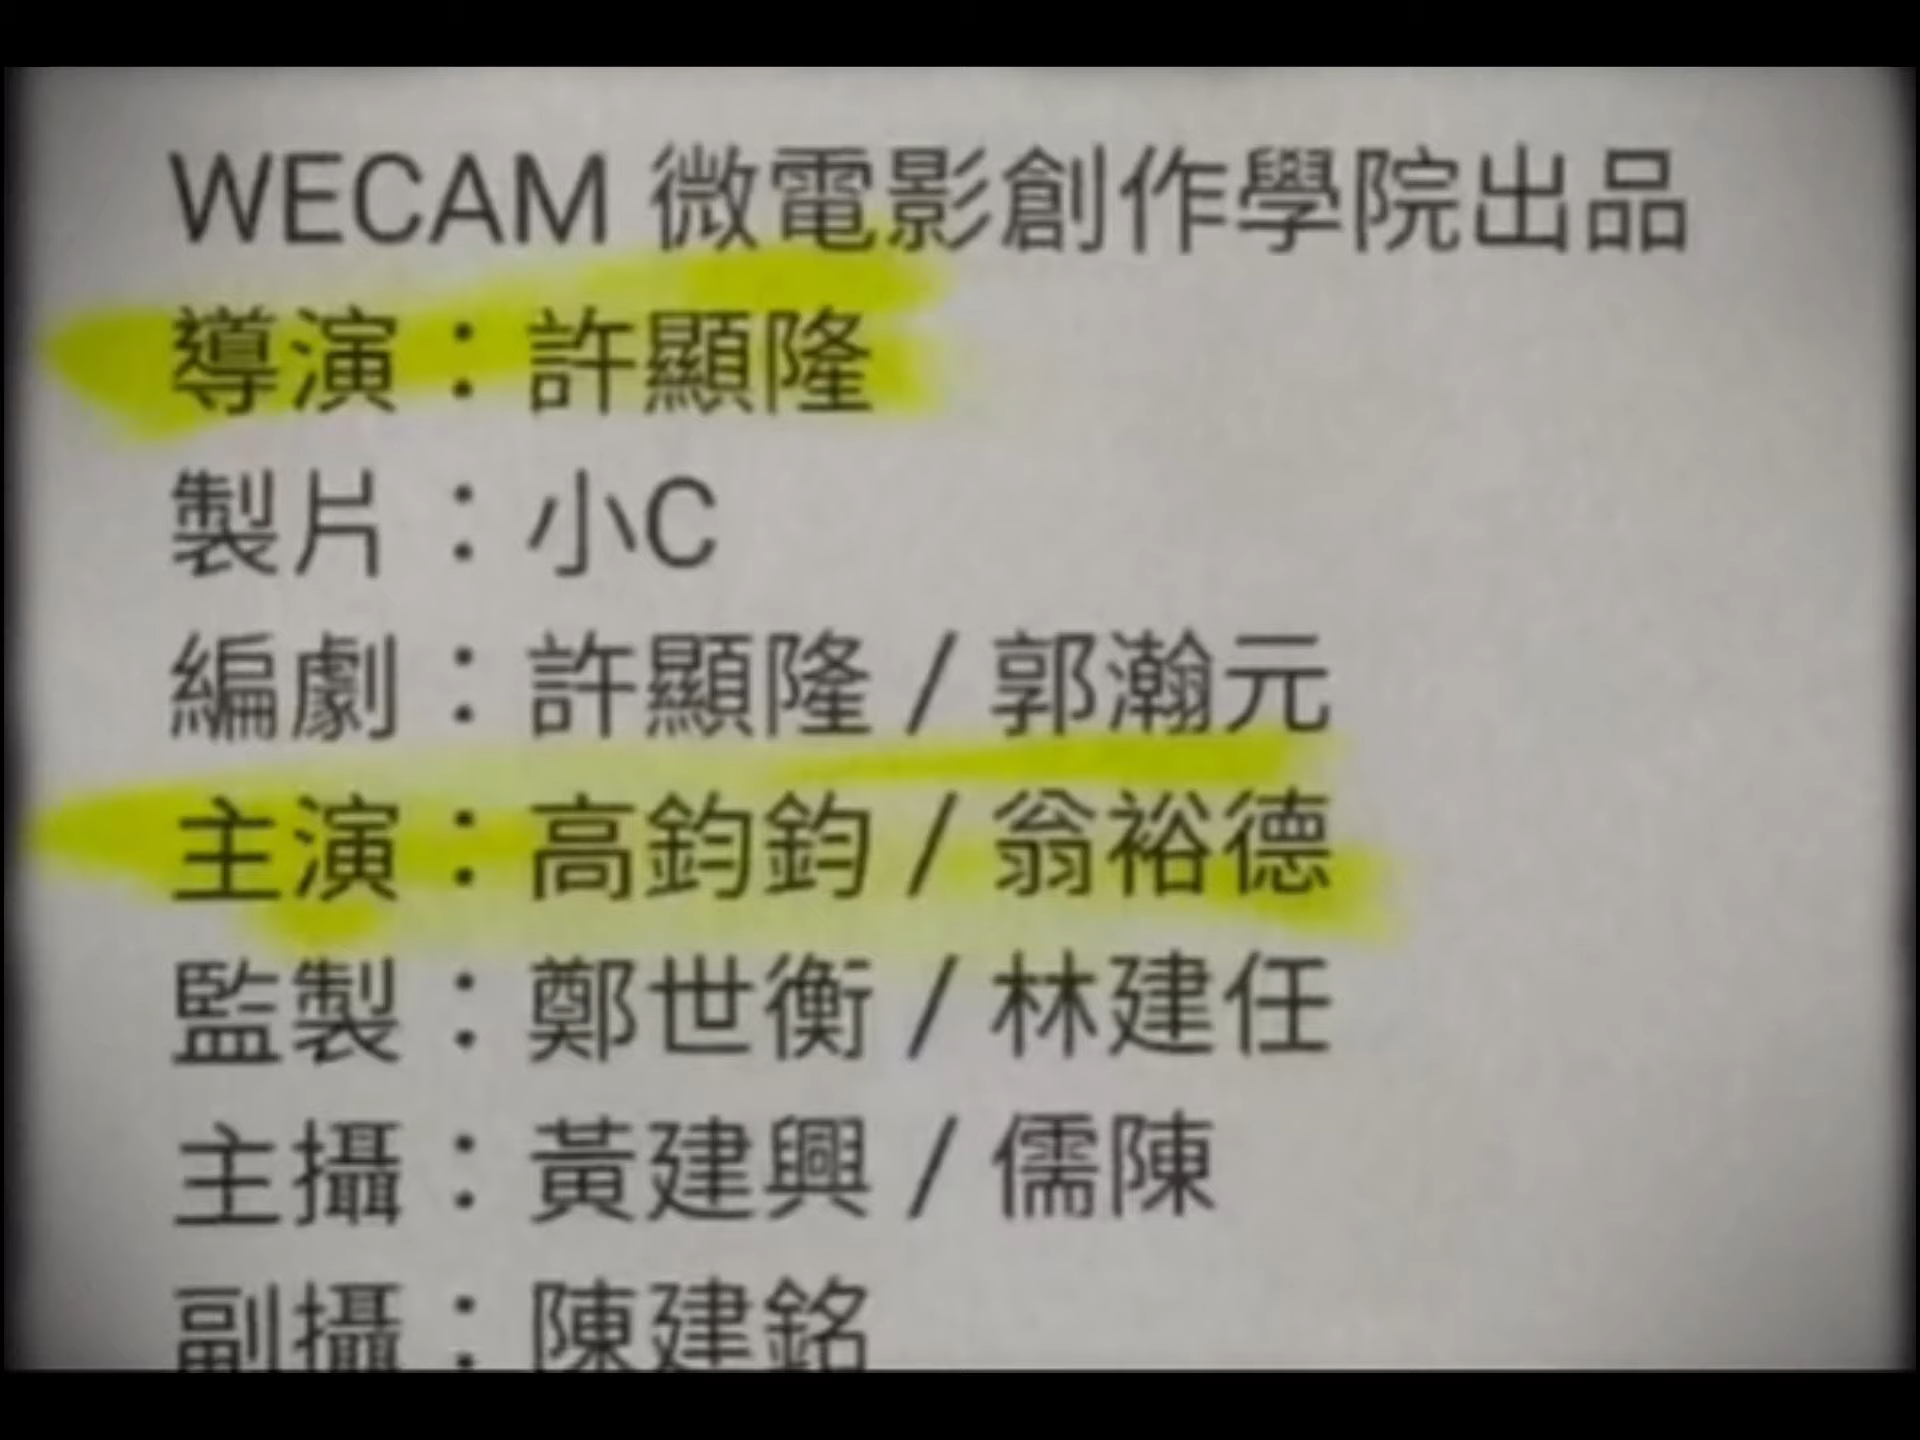 WECAM 微電影創作學院出品
導演：許顯隆
製片：小C
編劇：許顯隆 / 郭瀚元
主演：高鈞鈞 / 翁裕德
監製：鄭世衡 / 林建任
主攝：黃建興 / 儒陳
副攝：陳建銘